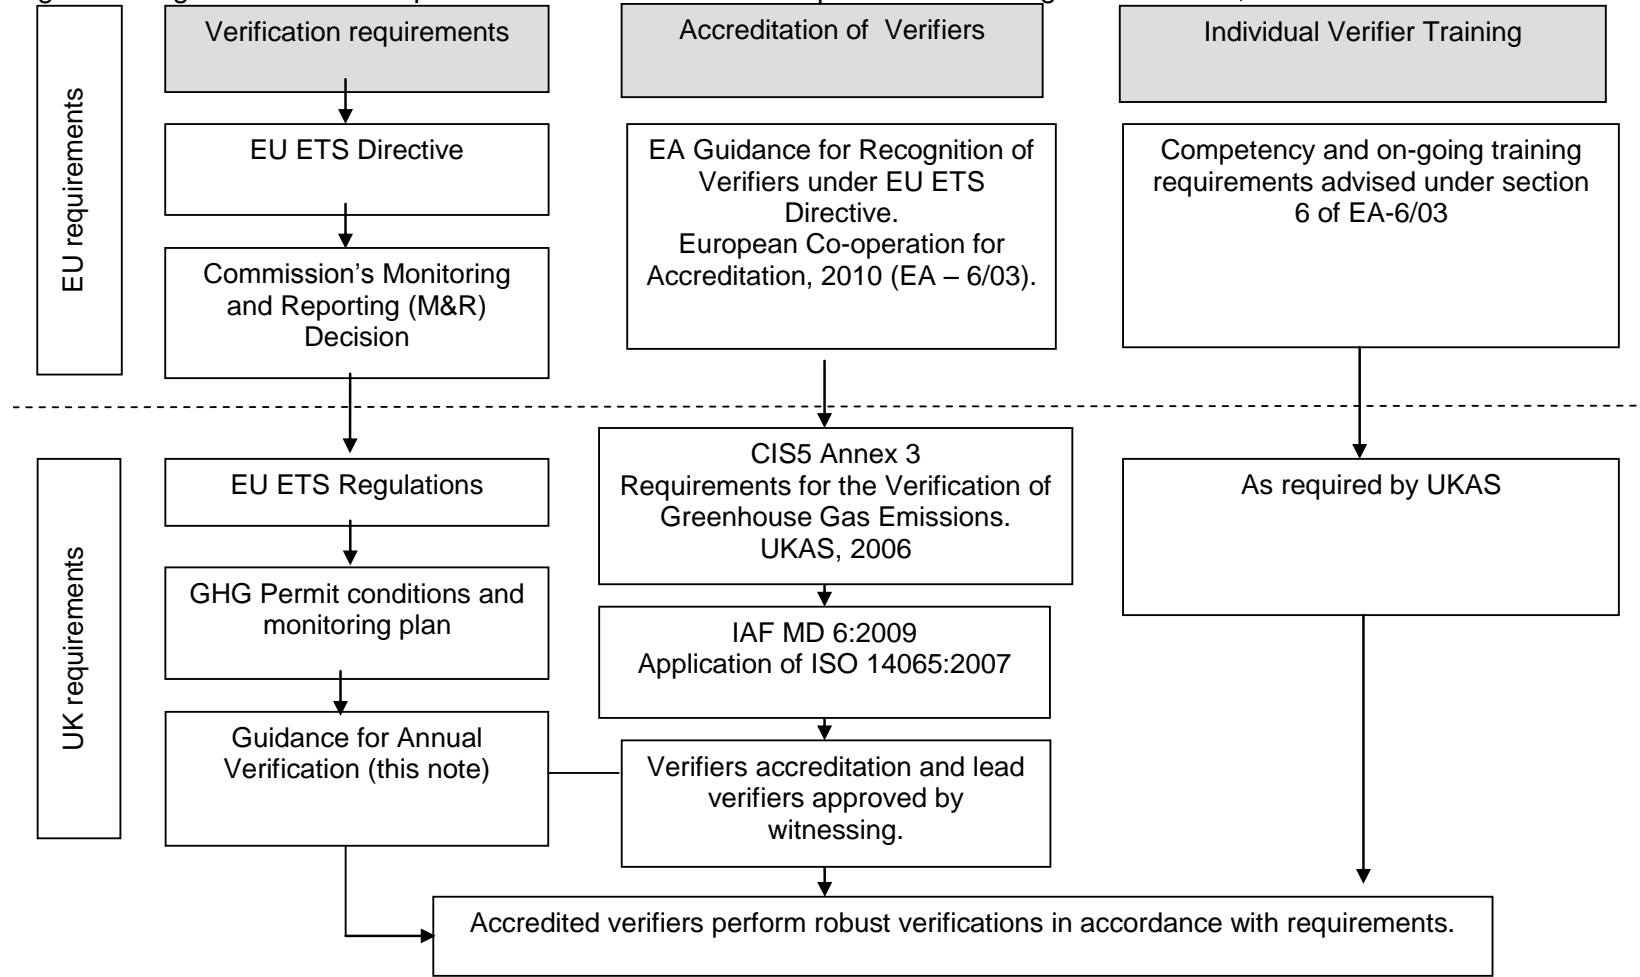 Verification requirements
Accreditation of Verifiers
Individual Verifier Training
EU requirements
EU ETS Directive
Commission's Monitoring
and Reporting (M&R)
Decision
EA Guidance for Recognition of
Verifiers under EU ETS
Directive.
European Co-operation for
Accreditation, 2010 (EA – 6/03).
Competency and on-going training
requirements advised under section
6 of EA-6/03
UK requirements
EU ETS Regulations
GHG Permit conditions and
monitoring plan
Guidance for Annual
Verification (this note)
CIS5 Annex 3
Requirements for the Verification of
Greenhouse Gas Emissions.
UKAS, 2006
IAF MD 6:2009
Application of ISO 14065:2007
Verifiers accreditation and lead
verifiers approved by
witnessing.
As required by UKAS
Accredited verifiers perform robust verifications in accordance with requirements.